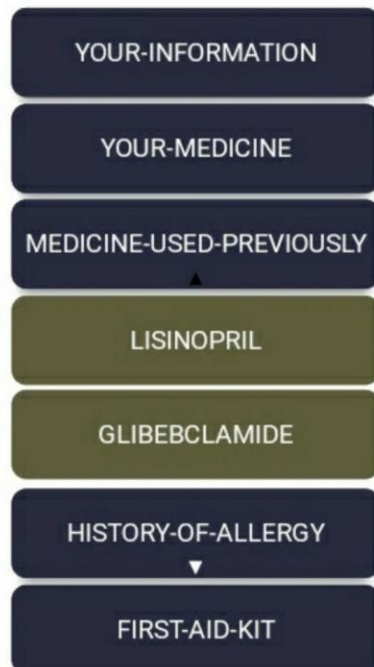 YOUR-INFORMATION
YOUR-MEDICINE
MEDICINE-USED-PREVIOUSLY
LISINOPRIL
GLIBEBCLAMIDE
HISTORY-OF-ALLERGY
FIRST-AID-KIT